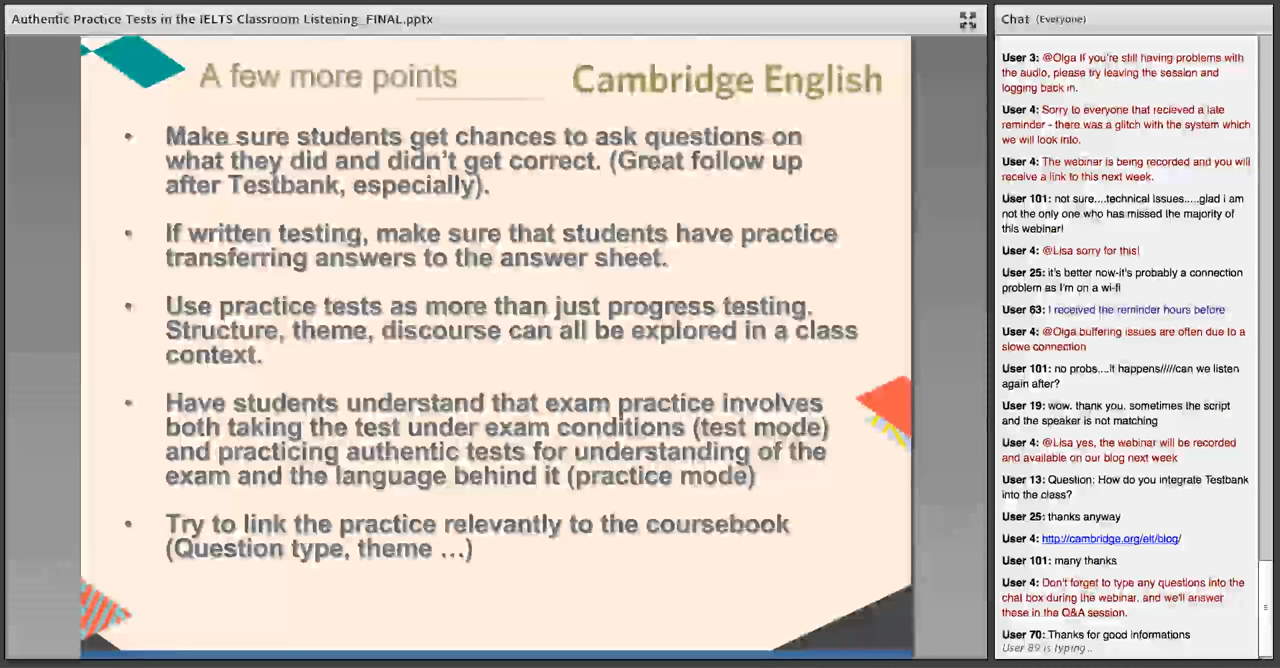 Authentic Practice Tests in the IELTS Classroom Listening_FINAL.pptx
A few more points
Cambridge English
• Make sure students get chances to ask questions on
what they did and didn't get correct. (Great follow up
after Testbank, especially).
• If written testing, make sure that students have practice
transferring answers to the answer sheet.
• Use practice tests as more than just progress testing.
Structure, theme, discourse can all be explored in a class
context.
• Have students understand that exam practice involves
both taking the test under exam conditions (test mode)
and practicing authentic tests for understanding of the
exam and the language behind it (practice mode)
• Try to link the practice relevantly to the coursebook
(Question type, theme ...)
Chat (Everyone)
User 3: @Olga If you're still having problems with
the audio, please try leaving the session and
logging back in.
User 4: Sorry to everyone that recieved a late
reminder - there was a glitch with the system which
we will look into.
User 4: The webinar is being recorded and you will
receive a link to this next week.
User 101: not sure....technical issues.....glad i am
not the only one who has missed the majority of
this webinar!
User 4: @Lisa sorry for this!
User 25: it's better now-it's probably a connection
problem as I'm on a wi-fi
User 63: I received the reminder hours before
User 4: @Olga buffering issues are often due to a
slowe connection
User 101: no probs....It happens/////can we listen
again after?
User 19: wow. thank you. sometimes the script
and the speaker is not matching
User 4: @Lisa yes, the webinar will be recorded
and available on our blog next week
User 13: Question: How do you integrate Testbank
into the class?
User 25: thanks anyway
User 4: http://cambridge.org/elt/blog/
User 101: many thanks
User 4: Don't forget to type any questions into the
chat box during the webinar, and we'll answer
these in the Q&A session.
User 70: Thanks for good informations
User 89 is typing...